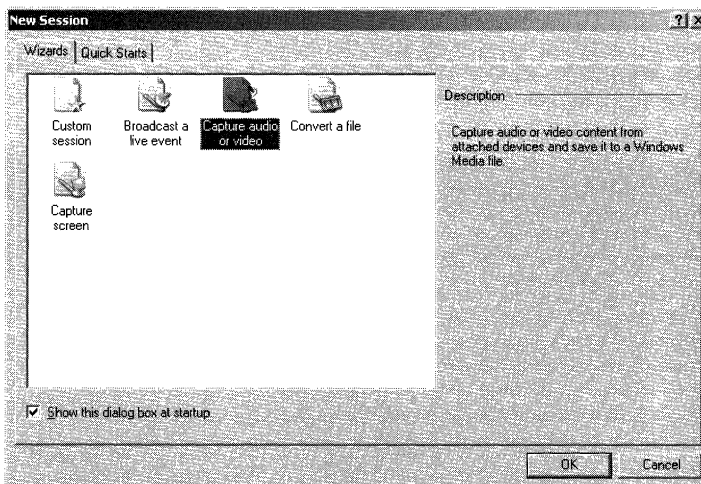 New Session
Wizards
Quick Starts
Custom
session
Broadcast a
live event
Capture audio
or video
Convert a file
Capture
screen
Description
Capture audio or video content from
attached devices and save it to a Windows
Media file.
Show this dialog box at startup
OK
Cancel